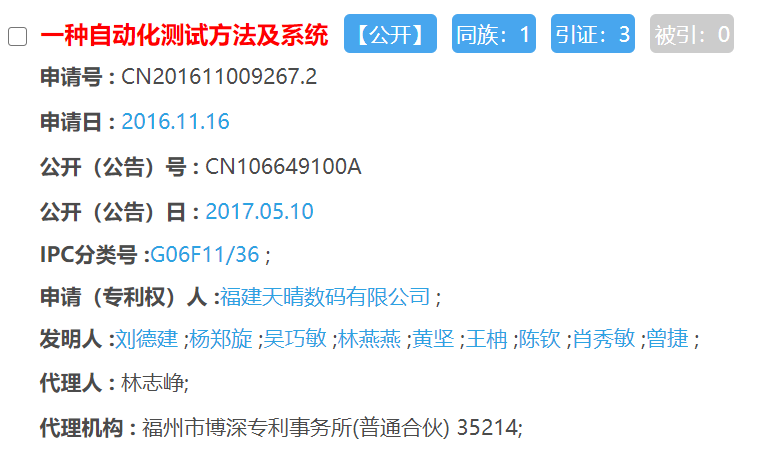 一种自动化测试方法及系统 【公开】 同族：1 引证：3 被引：0
申请号 : CN201611009267.2
申请日 : 2016.11.16
公开（公告）号 : CN106649100A
公开（公告）日 : 2017.05.10
IPC分类号 :G06F11/36 ;
申请（专利权）人 :福建天晴数码有限公司 ;
发明人 :刘德建 ;杨郑旋 ;吴巧敏 ;林燕燕 ;黄坚 ;王柚 ;陈钦 ;肖秀敏 ;曾捷 ;
代理人 : 林志峥;
代理机构 : 福州市博深专利事务所(普通合伙) 35214;